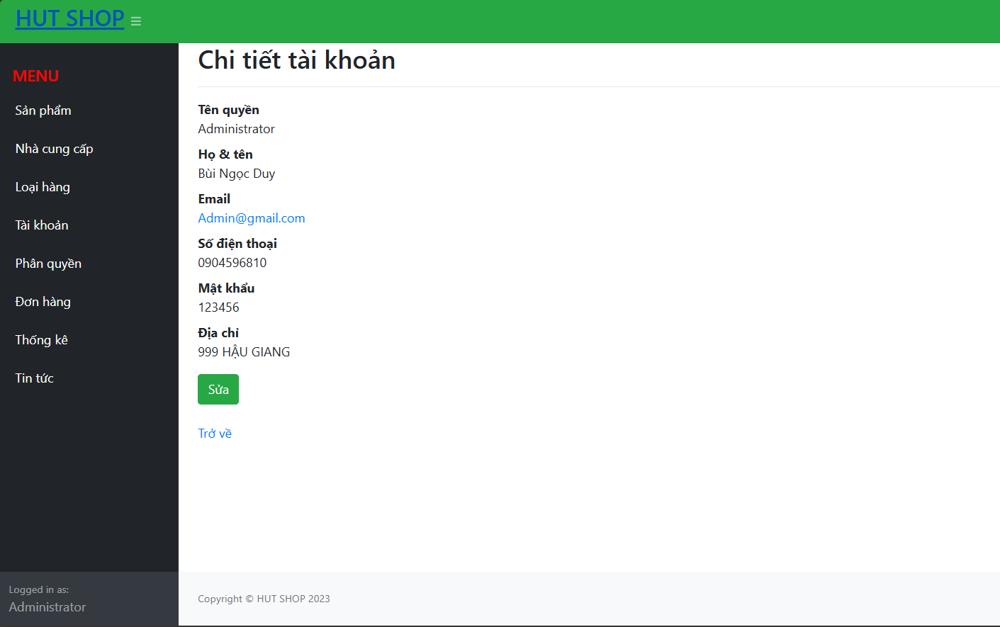 HUT SHOP
MENU
Sản phẩm
Nhà cung cấp
Loại hàng
Tài khoản
Phân quyền
Đơn hàng
Thống kê
Tin tức
Logged in as:
Administrator
Chi tiết tài khoản
Tên quyền
Administrator
Họ & tên
Bùi Ngọc Duy
Email
Admin@gmail.com
Số điện thoại
0904596810
Mật khẩu
123456
Địa chỉ
999 HẬU GIANG
Sửa
Trở về
Copyright © HUT SHOP 2023